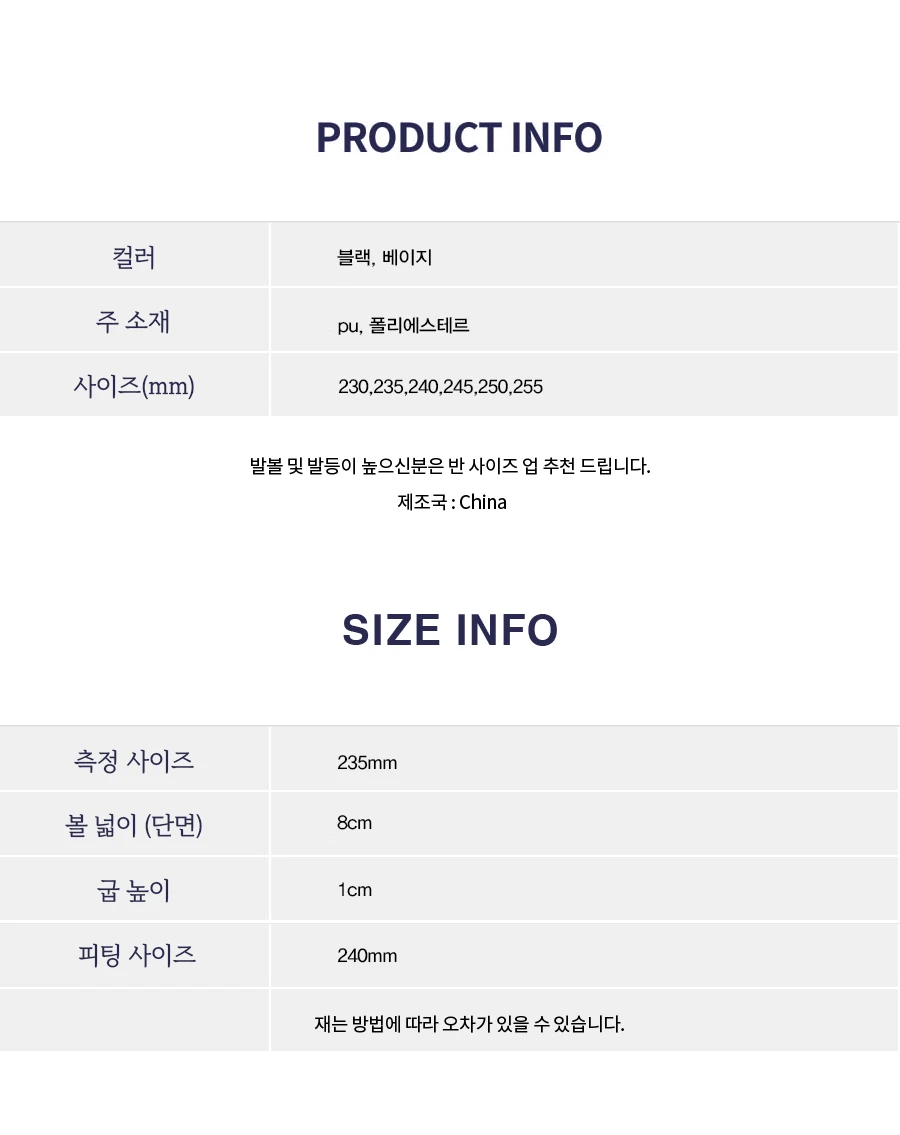 PRODUCT INFO
컬러 블랙, 베이지
주 소재 pu, 폴리에스테르
사이즈(mm) 230,235,240,245,250,255
발볼 및 발등이 높으신분은 반 사이즈 업 추천 드립니다.
제조국 : China
SIZE INFO
측정 사이즈 235mm
볼 넓이 (단면) 8cm
굽 높이 1cm
피팅 사이즈 240mm
재는 방법에 따라 오차가 있을 수 있습니다.